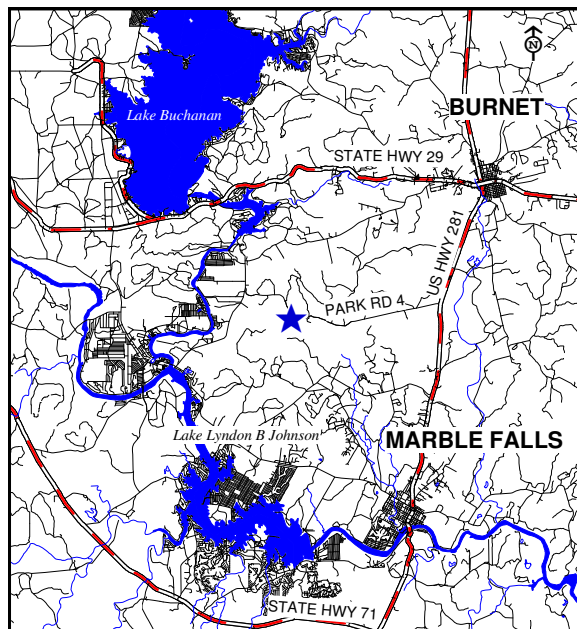 N
BURNET
Lake Buchanan
STATE HWY 29
US HWY 281
PARK RD 4
Lake Lyndon B Johnson
MARBLE FALLS
STATE HWY 71